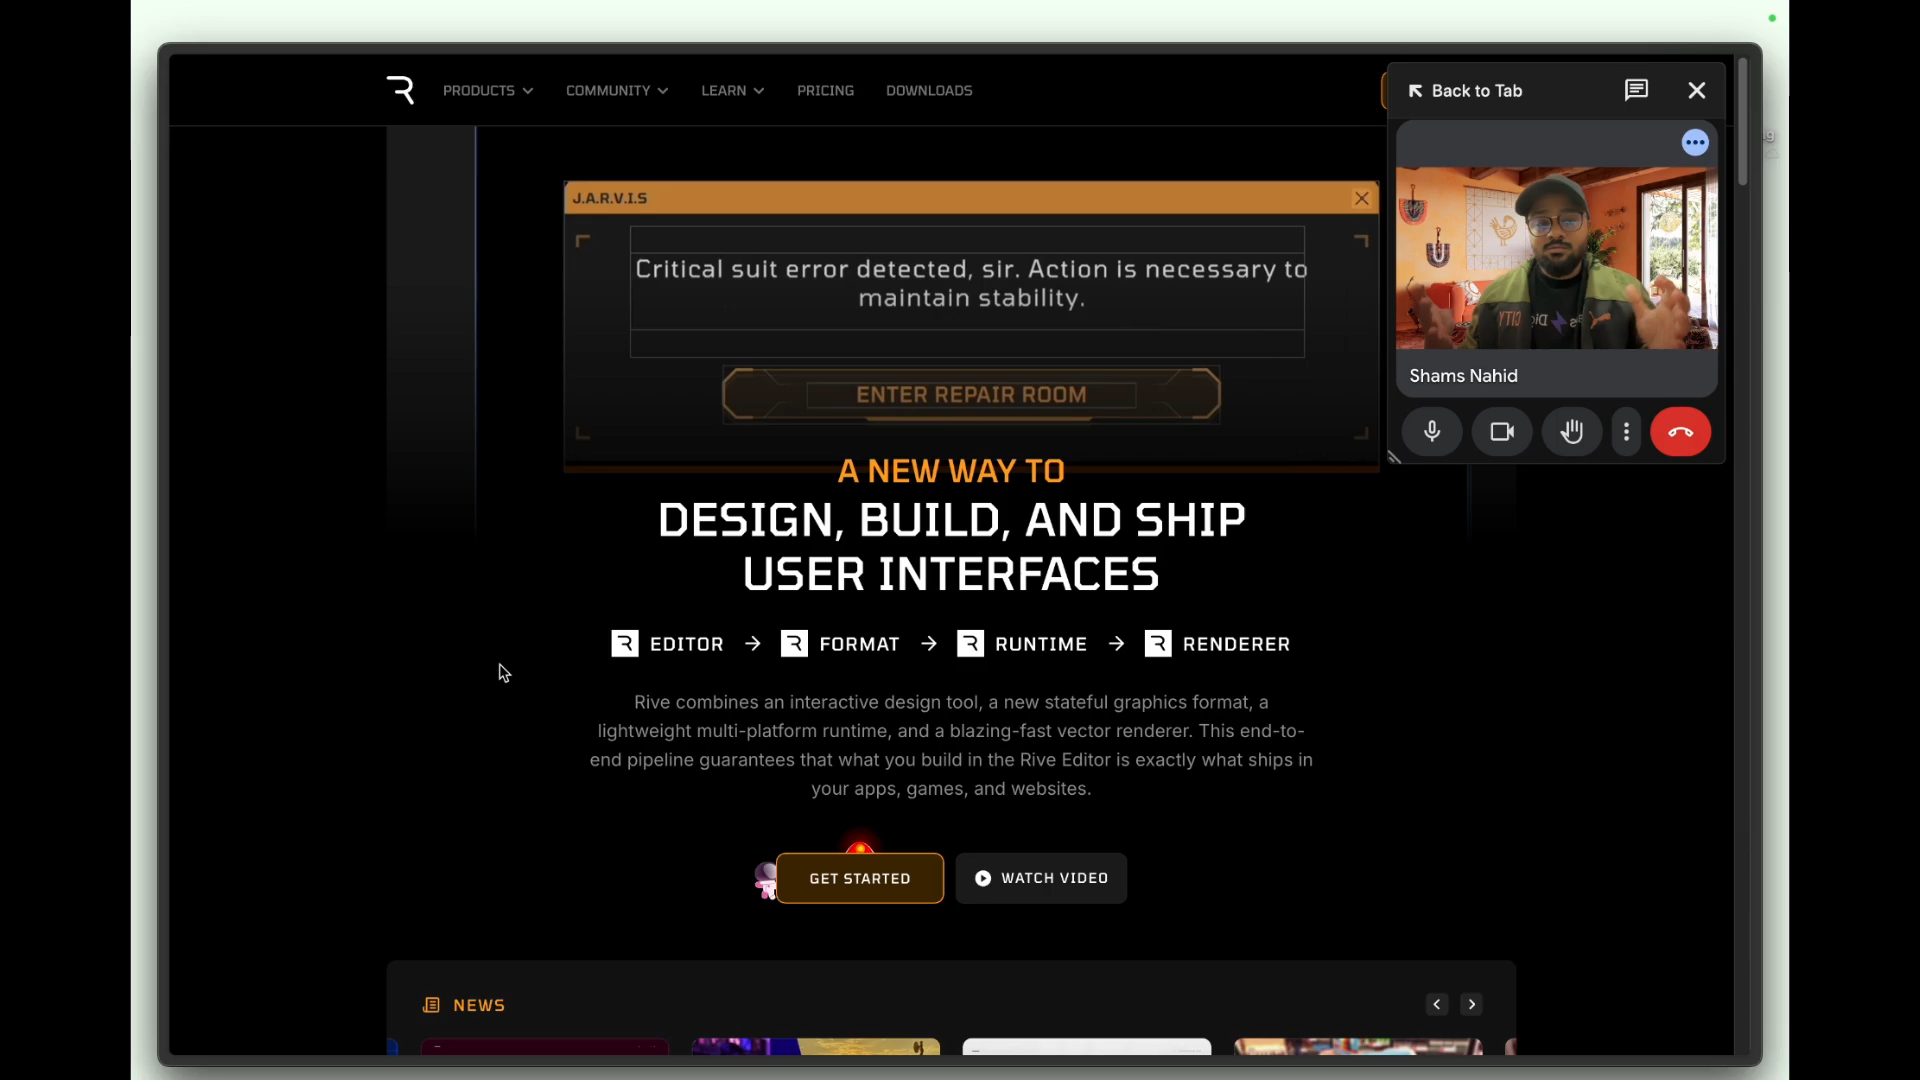 PRODUCTS
COMMUNITY
LEARN
PRICING
DOWNLOADS
Back to Tab
J.A.R.V.I.S
Critical suit error detected, sir. Action is necessary to
maintain stability.
ENTER REPAIR ROOM
Shams Nahid
A NEW WAY TO
DESIGN, BUILD, AND SHIP
USER INTERFACES
EDITOR → FORMAT → RUNTIME → RENDERER
Rive combines an interactive design tool, a new stateful graphics format, a
lightweight multi-platform runtime, and a blazing-fast vector renderer. This end-to-
end pipeline guarantees that what you build in the Rive Editor is exactly what ships in
your apps, games, and websites.
GET STARTED
WATCH VIDEO
NEWS